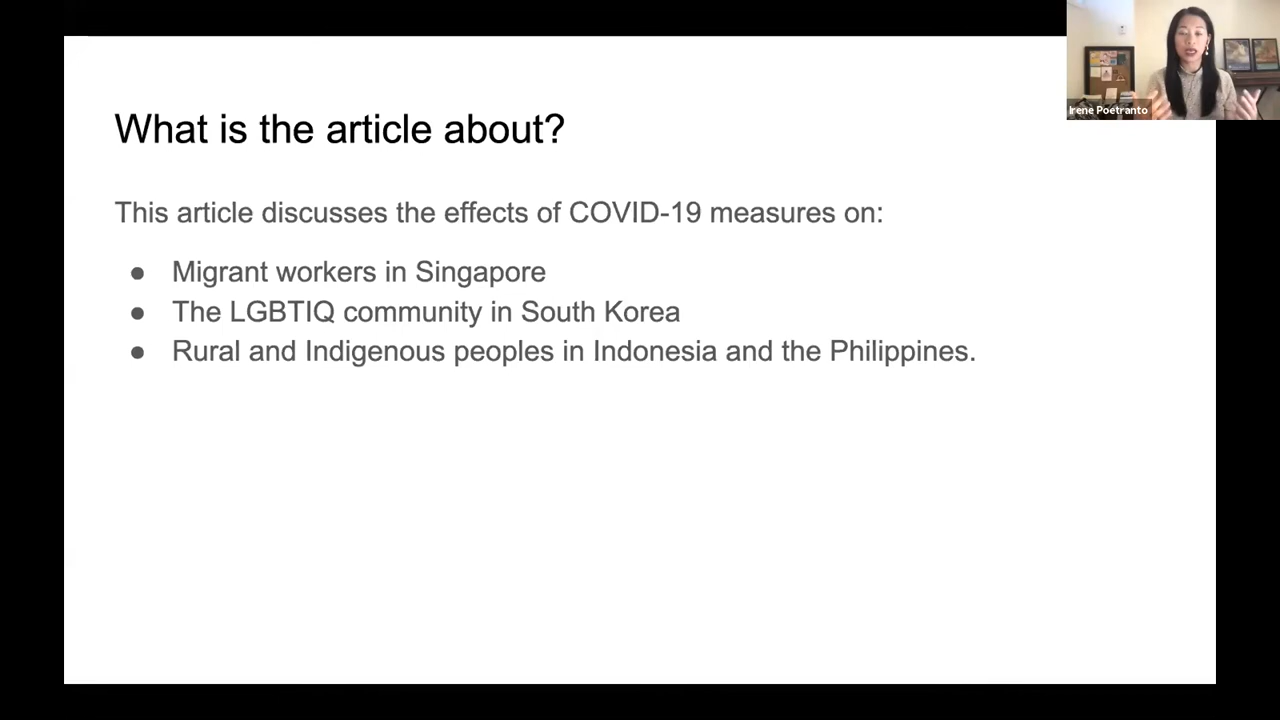 Irene Poetranto
What is the article about?
This article discusses the effects of COVID-19 measures on:
● Migrant workers in Singapore
● The LGBTIQ community in South Korea
● Rural and Indigenous peoples in Indonesia and the Philippines.